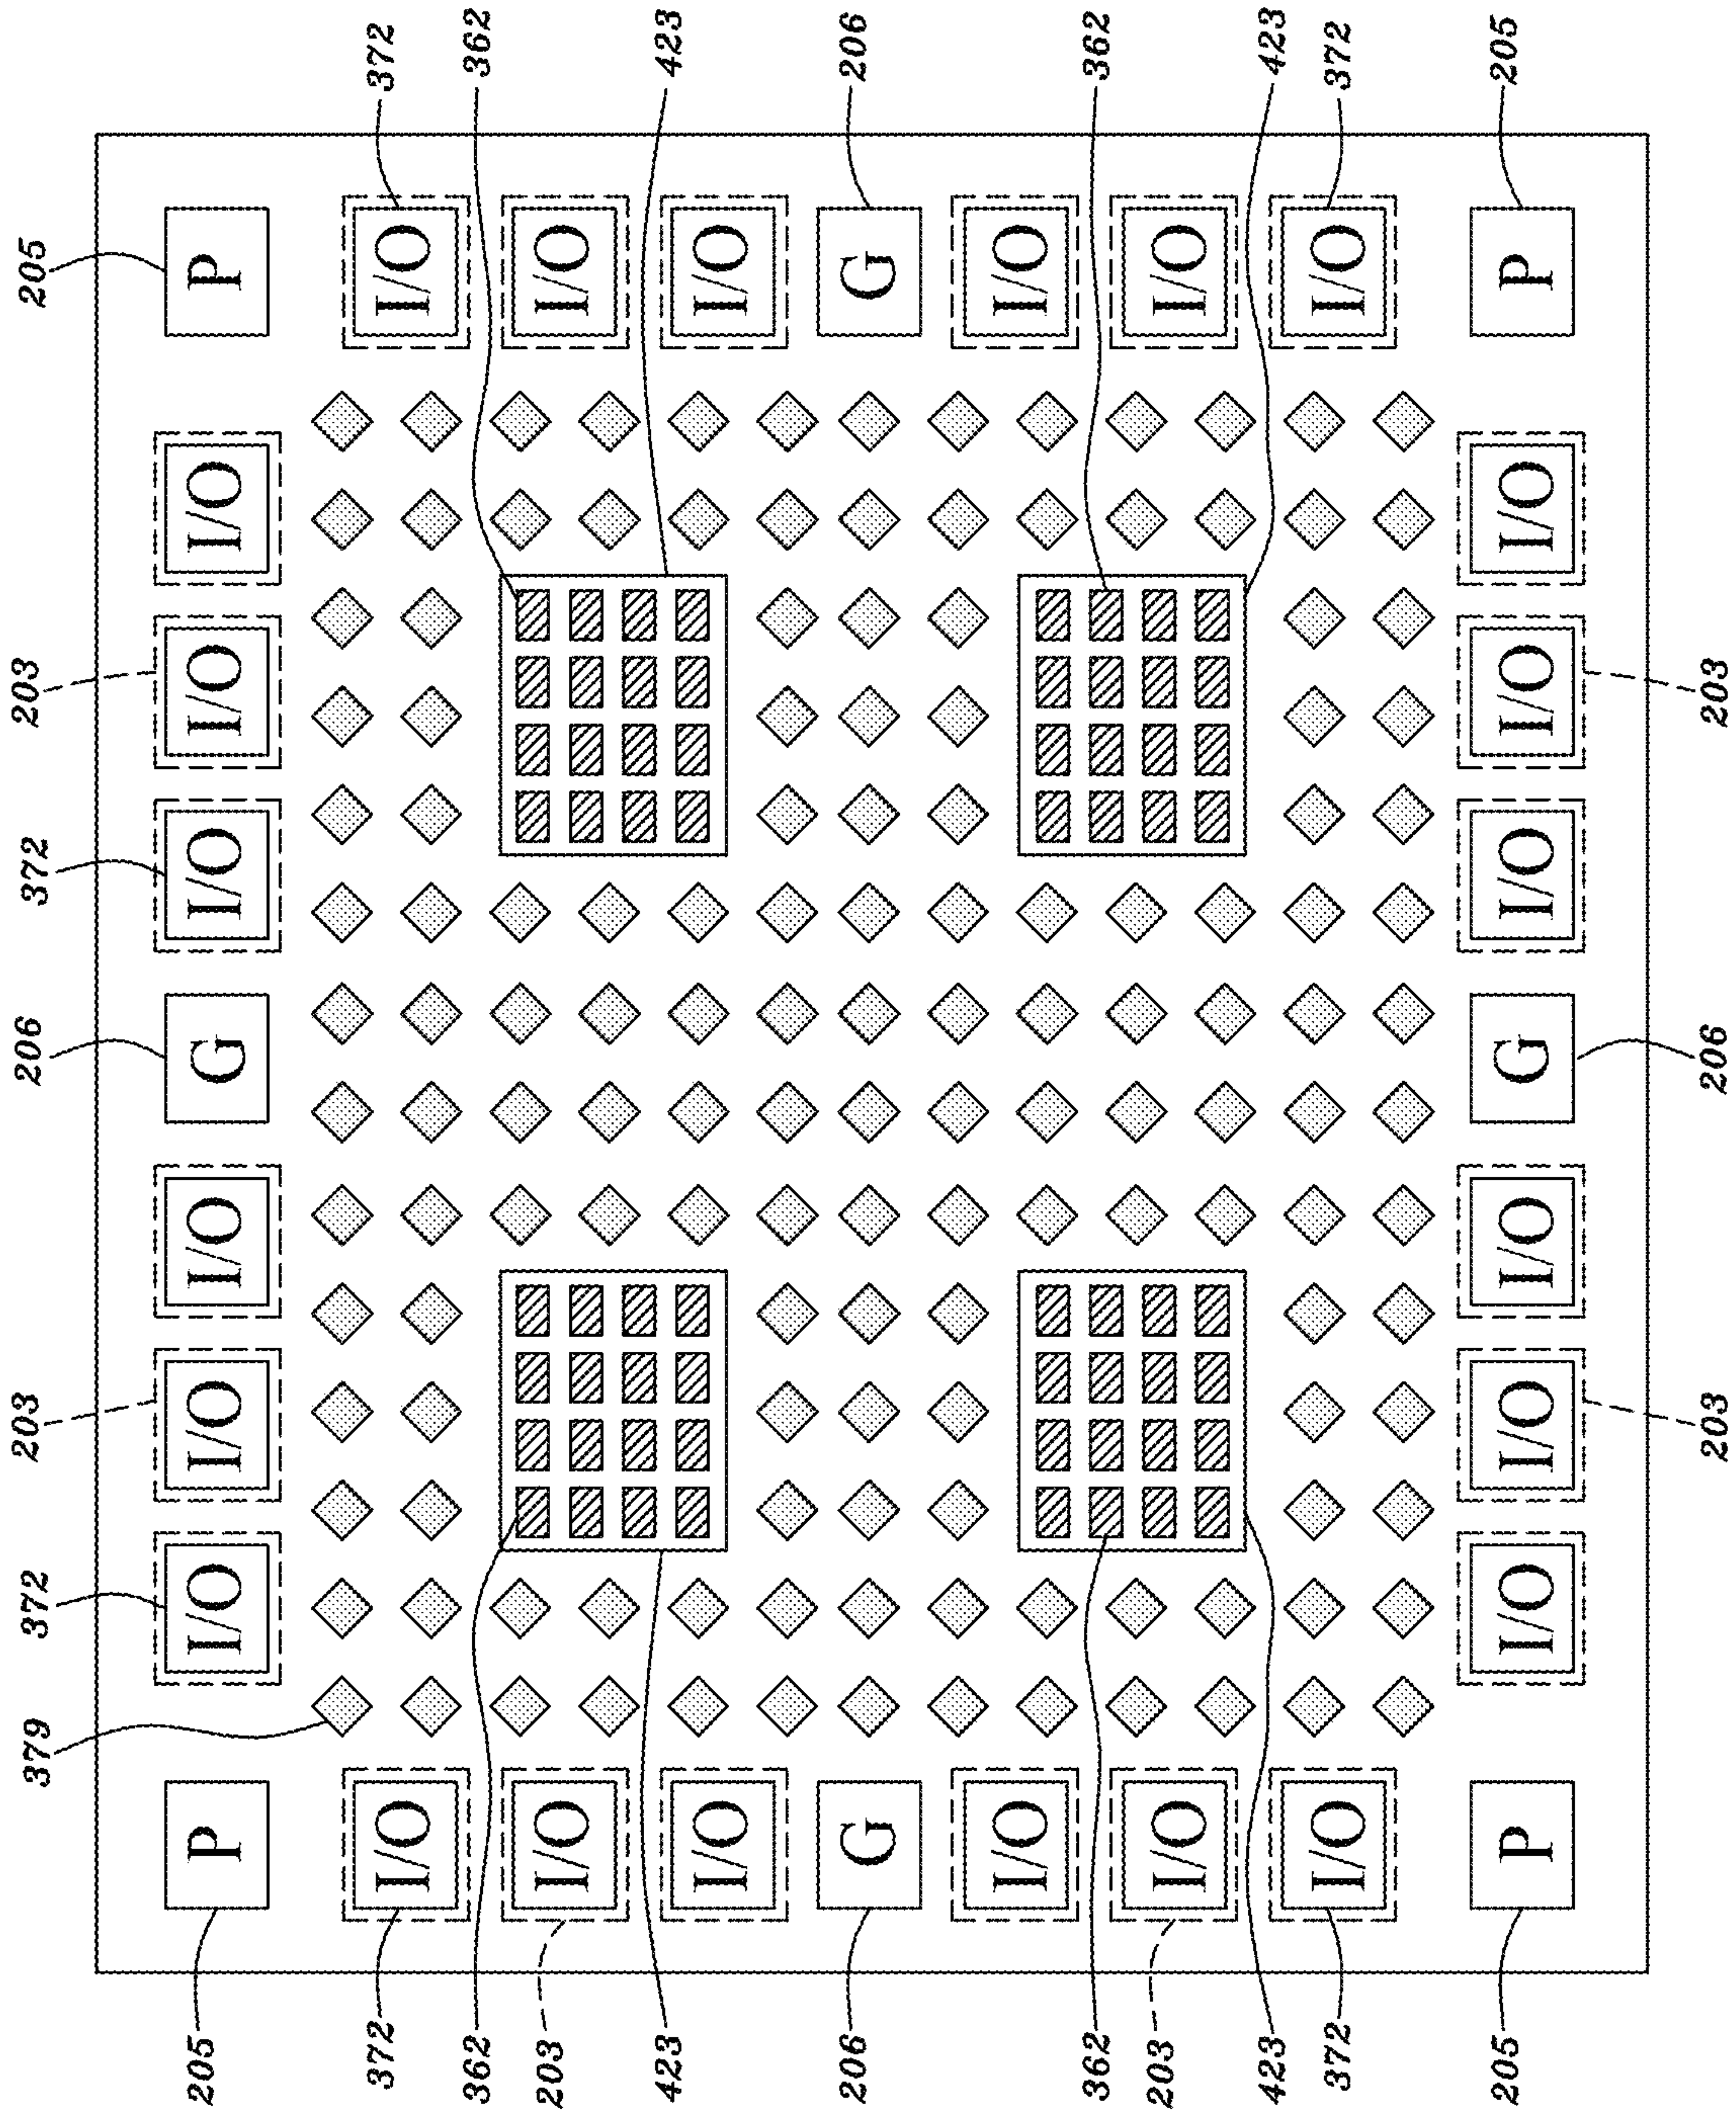 379 372 203 206 372 203 205
205 P I/O I/O I/O G I/O I/O I/O P
372 I/O I/O 372
362 362
203 I/O I/O
423 423
I/O I/O
206 G G 206
I/O I/O
362 362
203 I/O I/O
423 423
372 I/O I/O 372
205 P I/O I/O I/O G I/O I/O I/O P 205
203 206 203